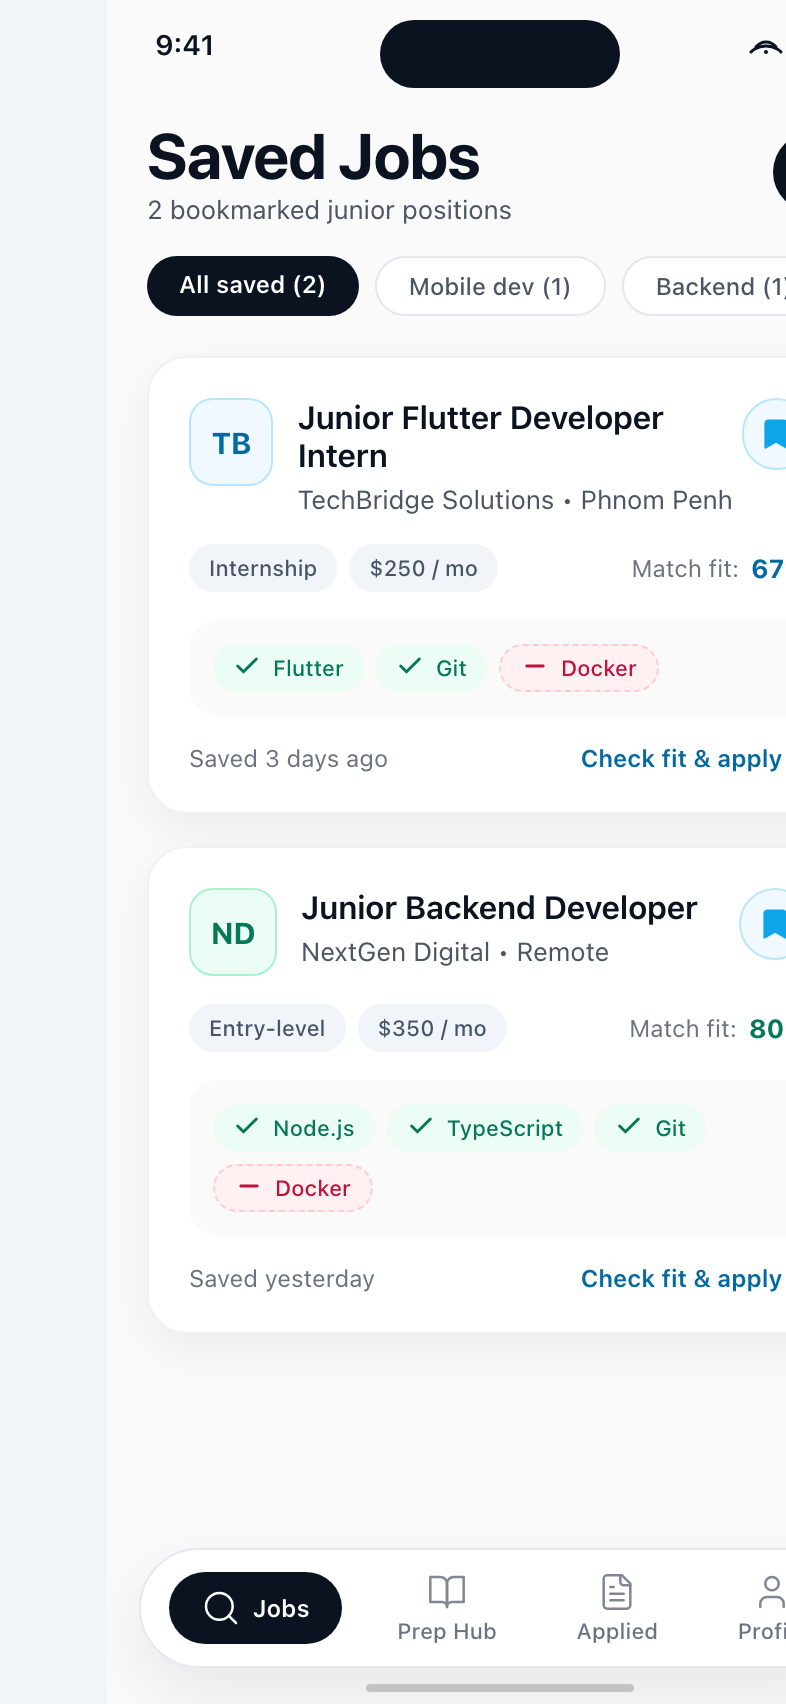 9:41
Saved Jobs
2 bookmarked junior positions
All saved (2) Mobile dev (1) Backend (1)
TB
Junior Flutter Developer
Intern
TechBridge Solutions • Phnom Penh
Internship $250 / mo Match fit: 67
Flutter Git Docker
Saved 3 days ago Check fit & apply
ND
Junior Backend Developer
NextGen Digital • Remote
Entry-level $350 / mo Match fit: 80
Node.js TypeScript Git
Docker
Saved yesterday Check fit & apply
Jobs Prep Hub Applied